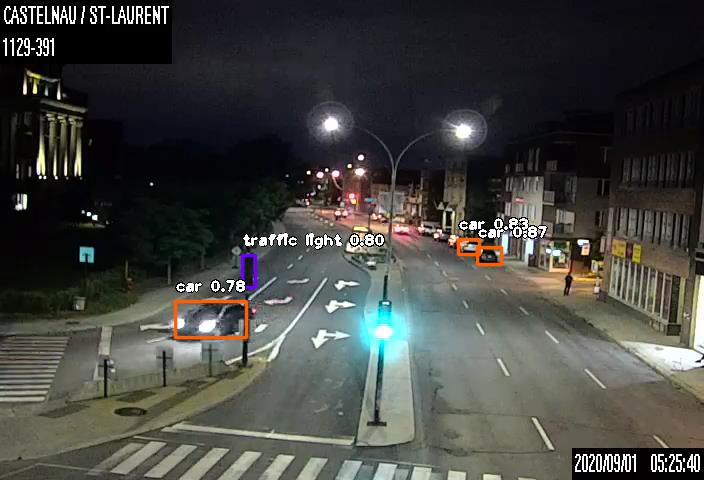 CASTELNAU / ST-LAURENT
1129-391
car 0.83
car 0.87
traffic light 0.80
car 0.78
2020/09/01 05:25:40